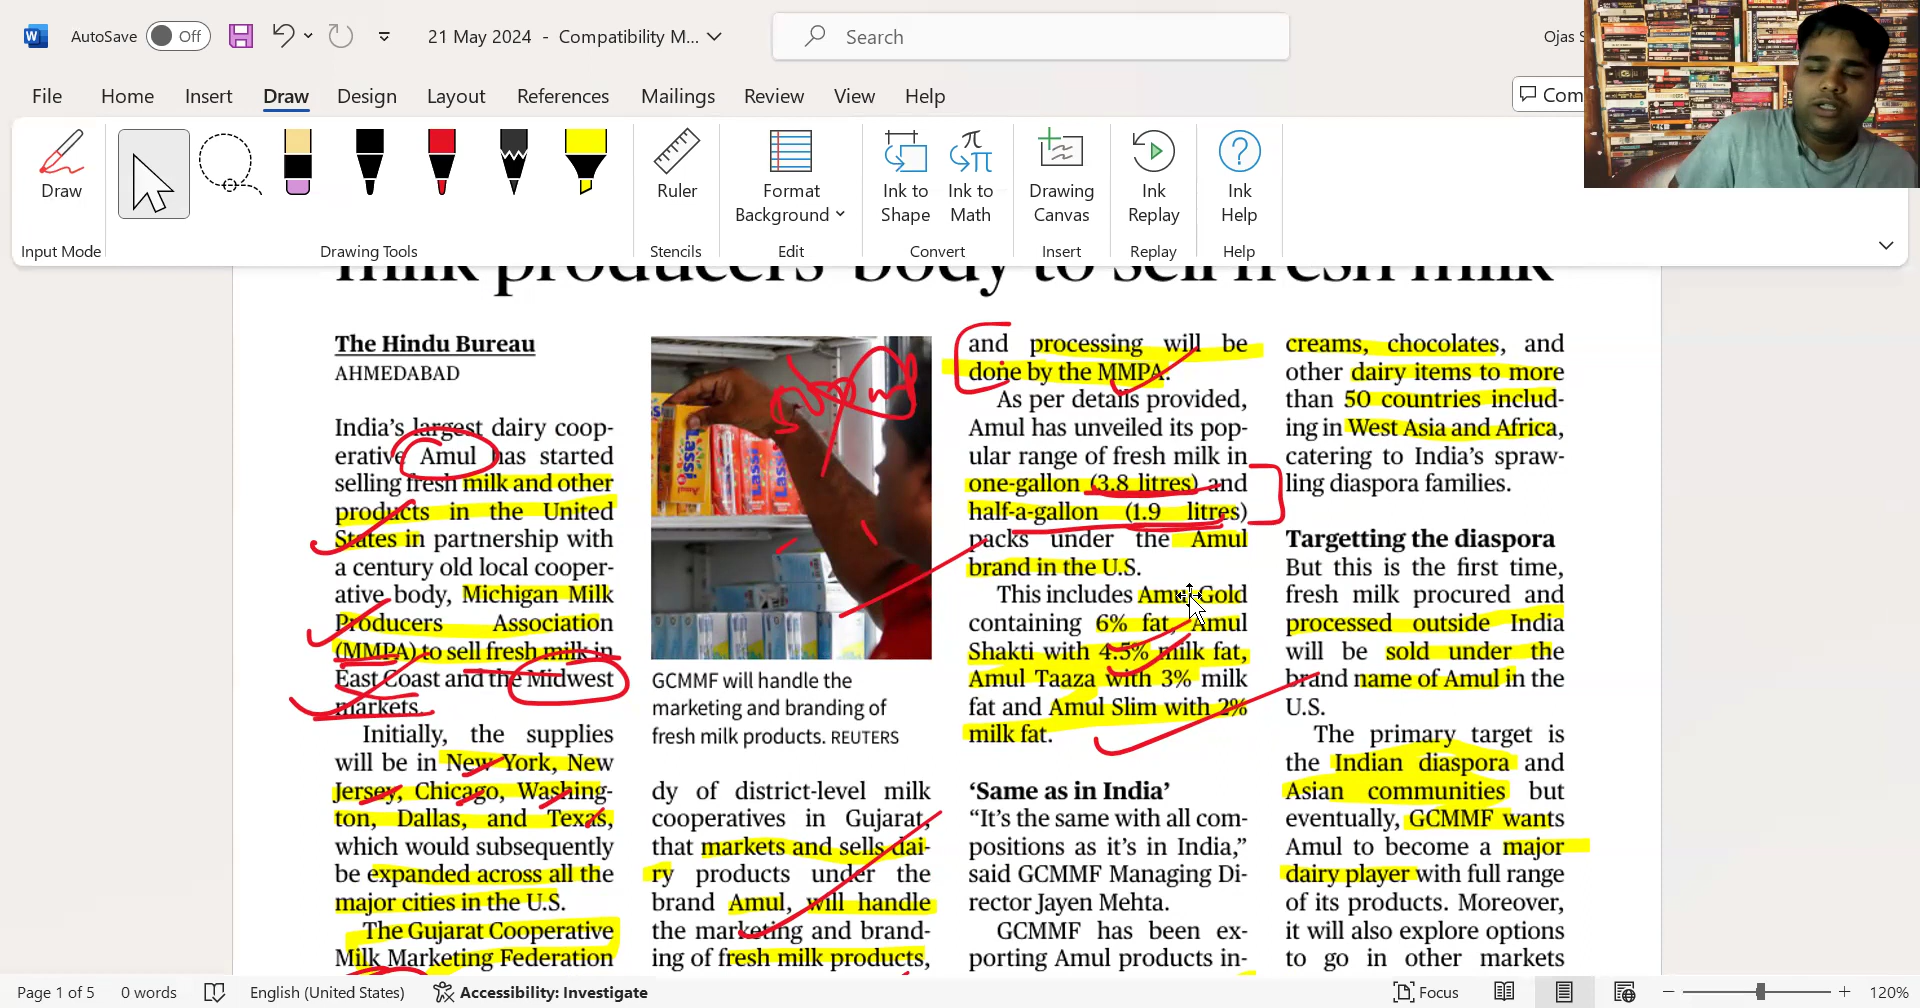 AutoSave Off 21 May 2024 - Compatibility M... Search Ojas
File Home Insert Draw Design Layout References Mailings Review View Help Com
Draw Ruler Format Background Ink to Shape Ink to Math Drawing Canvas Ink Replay Ink Help
Input Mode Drawing Tools Stencils Edit Convert Insert Replay Help
milk producers' body to sell fresh milk
The Hindu Bureau
AHMEDABAD
India's largest dairy coop-
erative Amul has started
selling fresh milk and other
products in the United
States in partnership with
a century old local cooper-
ative body, Michigan Milk
Producers Association
(MMPA) to sell fresh milk in
East Coast and the Midwest
markets.
Initially, the supplies
will be in New York, New
Jersey, Chicago, Washing-
ton, Dallas, and Texas,
which would subsequently
be expanded across all the
major cities in the U.S.
The Gujarat Cooperative
Milk Marketing Federation
Lassi
Lassi
Lassi
Amul
GCMMF will handle the
marketing and branding of
fresh milk products. REUTERS
dy of district-level milk
cooperatives in Gujarat,
that markets and sells dai-
ry products under the
brand Amul, will handle
the marketing and brand-
ing of fresh milk products,
and processing will be
done by the MMPA.
As per details provided,
Amul has unveiled its pop-
ular range of fresh milk in
one-gallon (3.8 litres) and
half-a-gallon (1.9 litres)
packs under the Amul
brand in the U.S.
This includes Amul Gold
containing 6% fat, Amul
Shakti with 4.5% milk fat,
Amul Taaza with 3% milk
fat and Amul Slim with 2%
milk fat.
'Same as in India'
"It's the same with all com-
positions as it's in India,"
said GCMMF Managing Di-
rector Jayen Mehta.
GCMMF has been ex-
porting Amul products in-
creams, chocolates, and
other dairy items to more
than 50 countries includ-
ing in West Asia and Africa,
catering to India's spraw-
ling diaspora families.
Targetting the diaspora
But this is the first time,
fresh milk procured and
processed outside India
will be sold under the
brand name of Amul in the
U.S.
The primary target is
the Indian diaspora and
Asian communities but
eventually, GCMMF wants
Amul to become a major
dairy player with full range
of its products. Moreover,
it will also explore options
to go in other markets
Page 1 of 5 0 words English (United States) Accessibility: Investigate Focus 120%